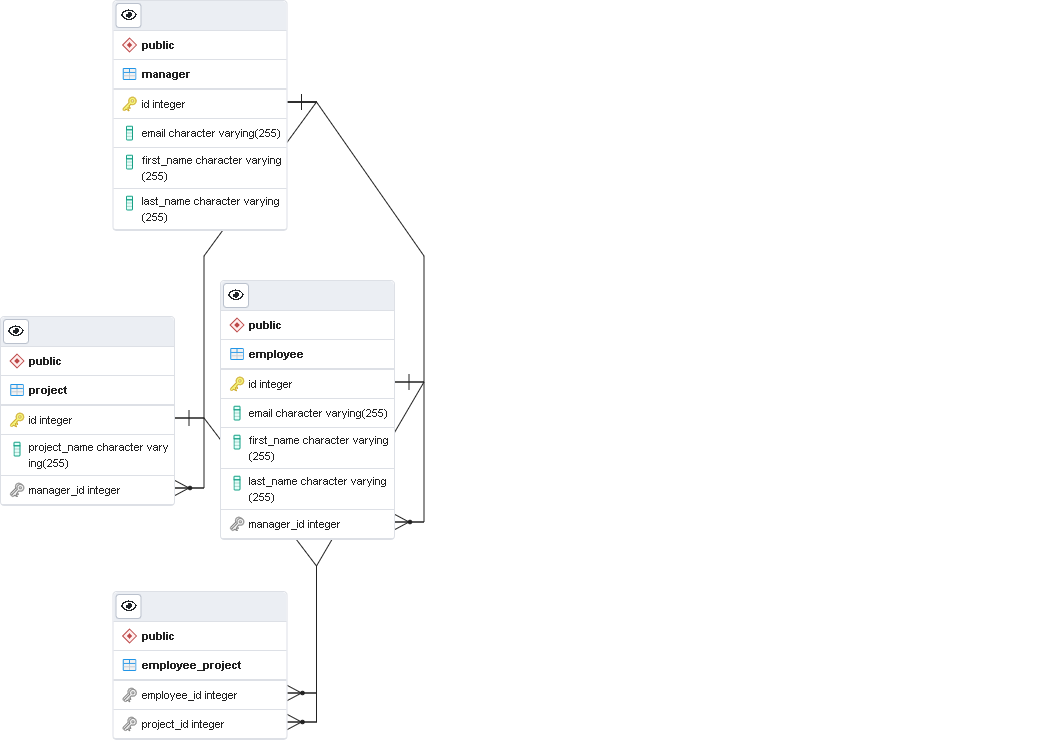 public
manager
id integer
email character varying(255)
first_name character varying
(255)
last_name character varying
(255)
public
employee
id integer
email character varying(255)
first_name character varying
(255)
last_name character varying
(255)
manager_id integer
public
project
id integer
project_name character vary
ing(255)
manager_id integer
public
employee_project
employee_id integer
project_id integer